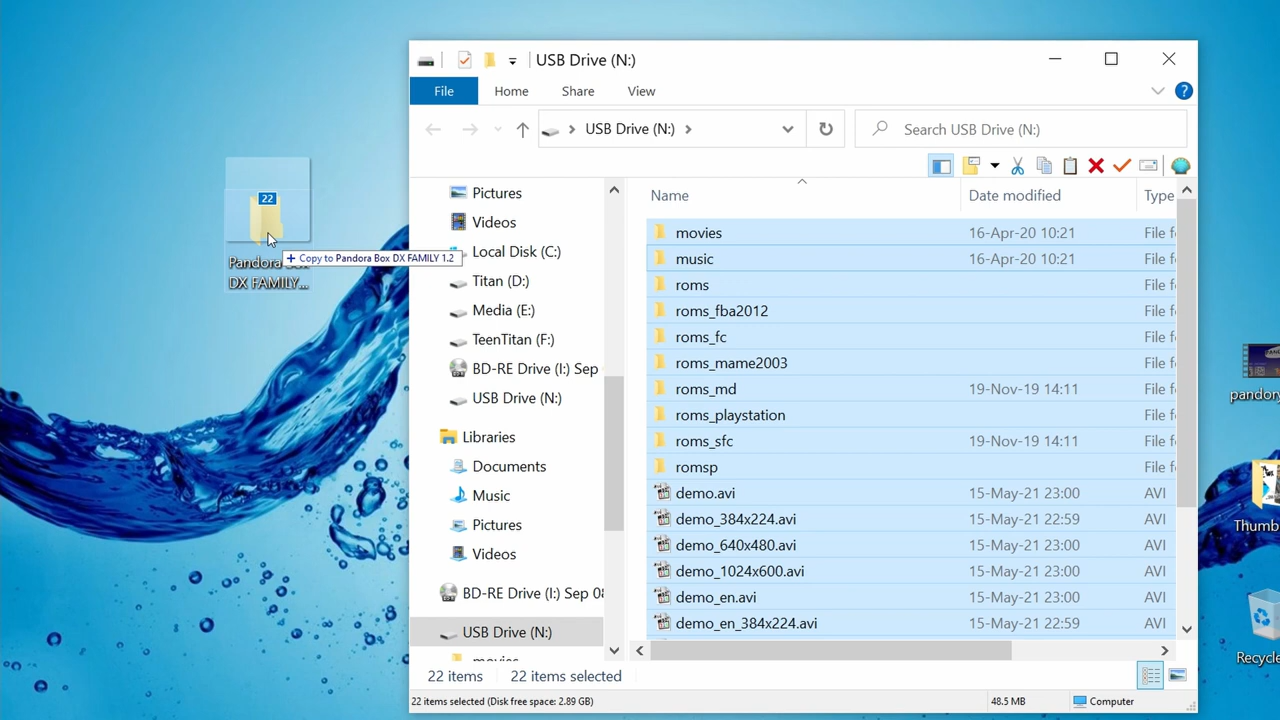 USB Drive (N:)
File
Home
Share
View
USB Drive (N:)
Search USB Drive (N:)
22
Copy to Pandora Box DX FAMILY 1.2
DX FAMILY...
Pictures
Videos
Local Disk (C:)
Titan (D:)
Media (E:)
TeenTitan (F:)
BD-RE Drive (I:) Sep
USB Drive (N:)
Libraries
Documents
Music
Pictures
Videos
BD-RE Drive (I:) Sep 08
USB Drive (N:)
movies
Name Date modified Type
movies 16-Apr-20 10:21 File f
music 16-Apr-20 10:21 File f
roms File f
roms_fba2012 File f
roms_fc File f
roms_mame2003 File f
roms_md 19-Nov-19 14:11 File f
roms_playstation File f
roms_sfc 19-Nov-19 14:11 File f
romsp File f
demo.avi 15-May-21 23:00 AVI
demo_384x224.avi 15-May-21 22:59 AVI
demo_640x480.avi 15-May-21 23:00 AVI
demo_1024x600.avi 15-May-21 23:00 AVI
demo_en.avi 15-May-21 23:00 AVI
demo_en_384x224.avi 15-May-21 22:59 AVI
22 items 22 items selected
22 items selected (Disk free space: 2.89 GB) 48.5 MB Computer
pandory
Thumb
Recycle